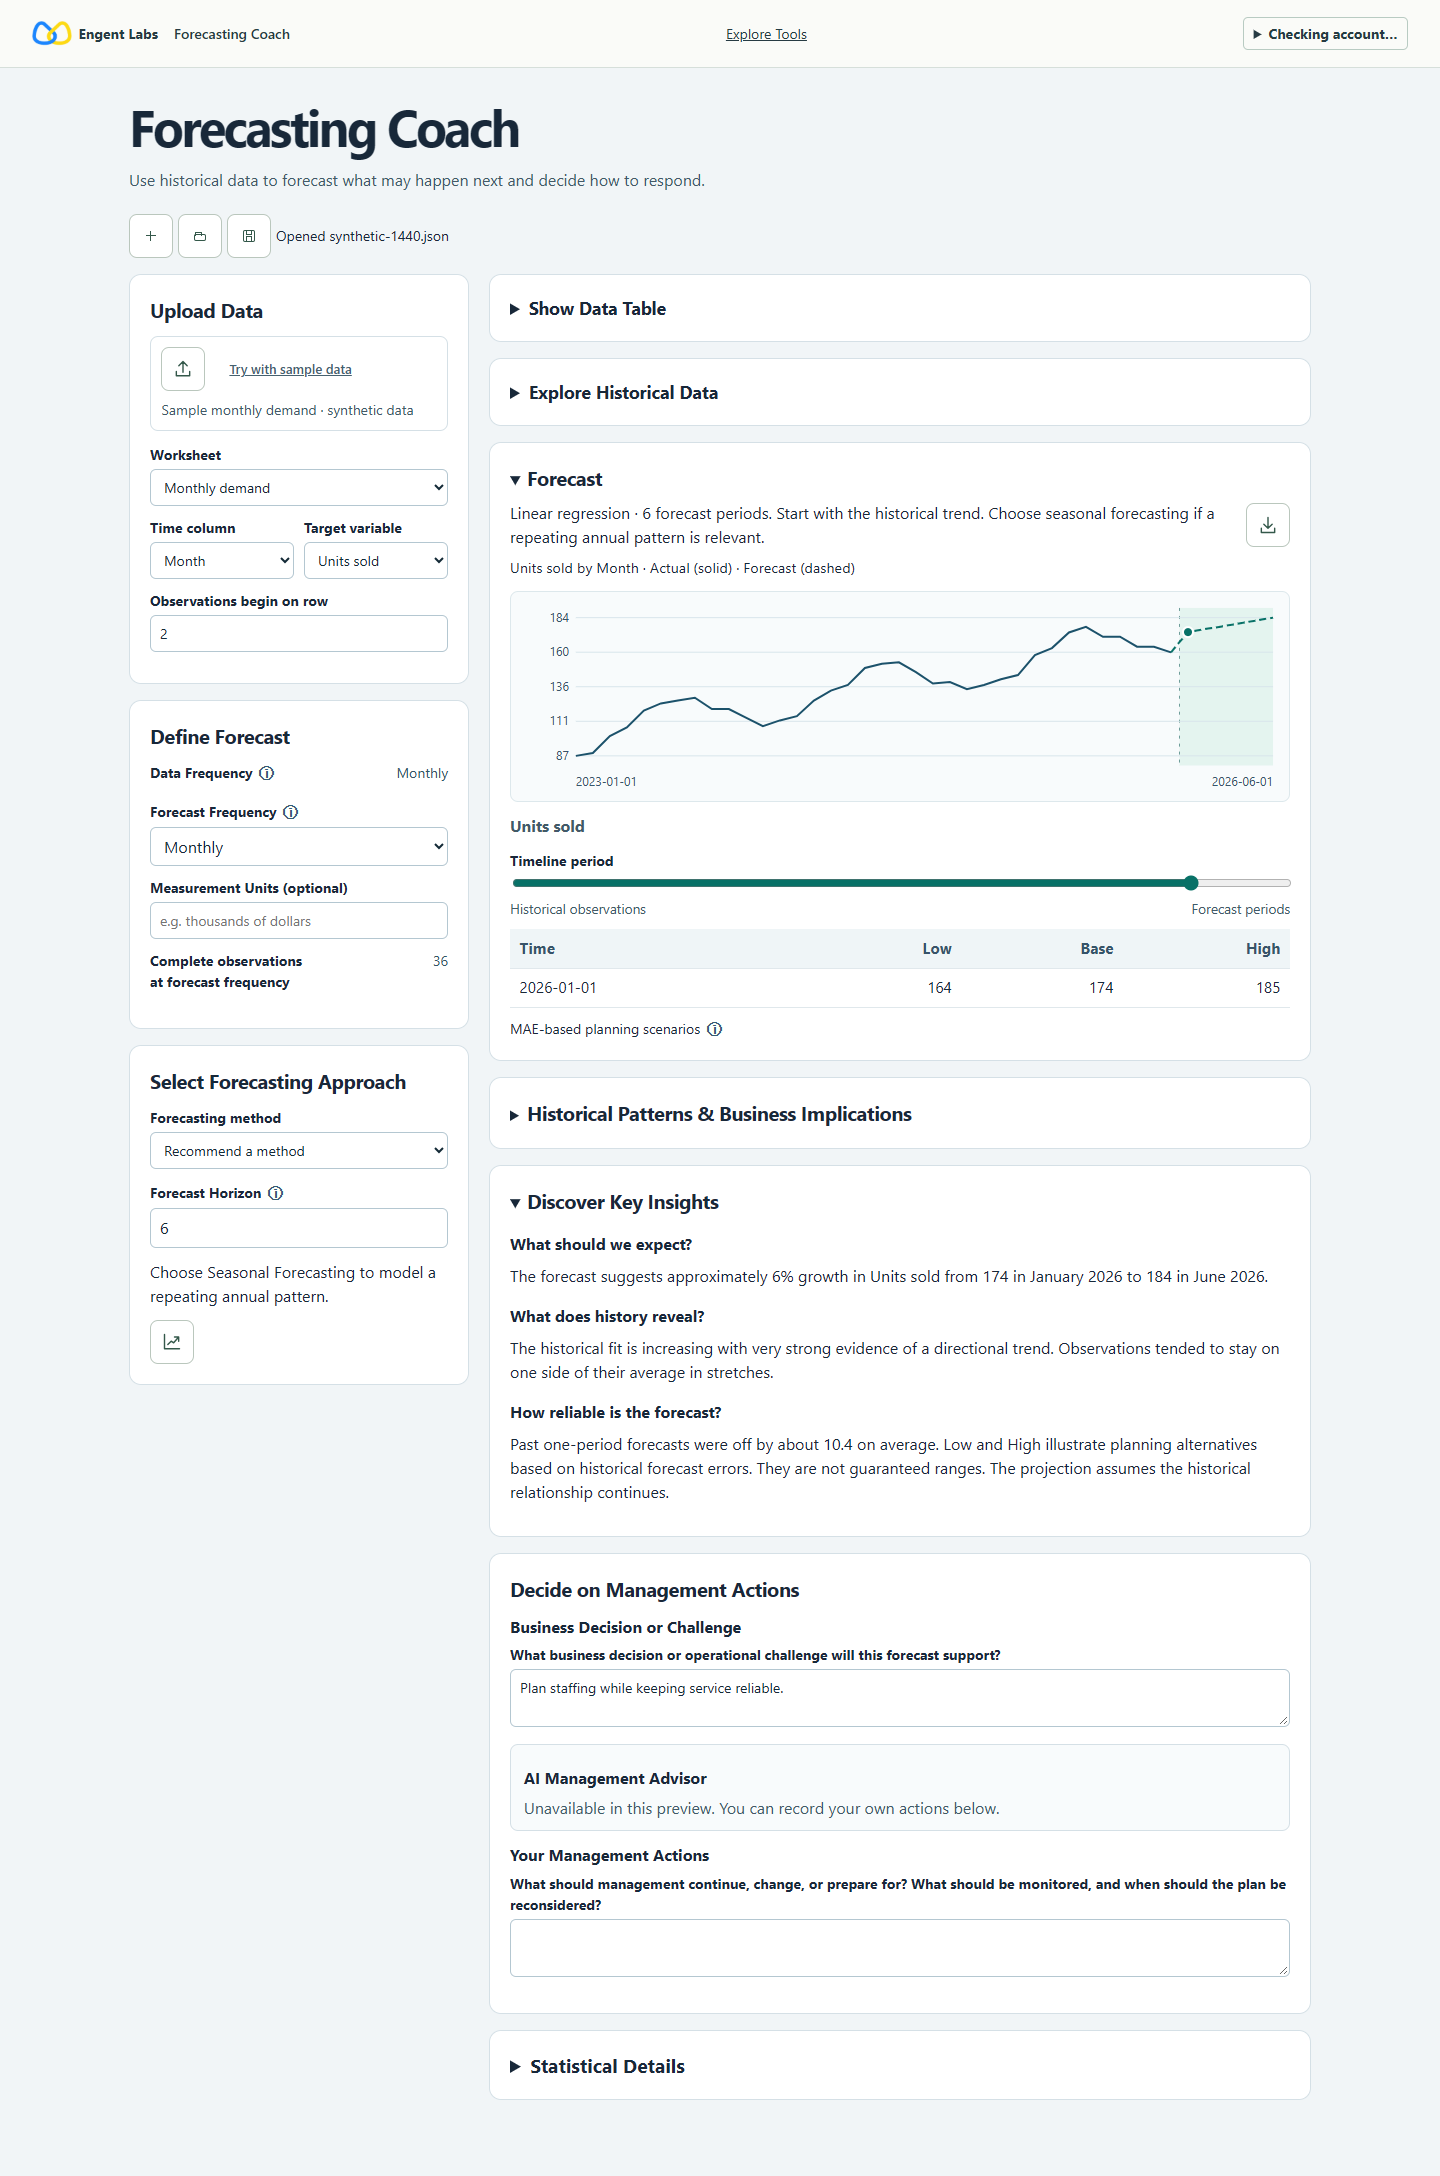 Engent Labs
Forecasting Coach
Explore Tools
Checking account...
Forecasting Coach
Use historical data to forecast what may happen next and decide how to respond.
Opened synthetic-1440.json
Upload Data
Try with sample data
Sample monthly demand · synthetic data
Worksheet
Monthly demand
Time column
Target variable
Month
Units sold
Observations begin on row
2
Define Forecast
Data Frequency
Monthly
Forecast Frequency
Monthly
Measurement Units (optional)
e.g. thousands of dollars
Complete observations
at forecast frequency
36
Select Forecasting Approach
Forecasting method
Recommend a method
Forecast Horizon
6
Choose Seasonal Forecasting to model a
repeating annual pattern.
Show Data Table
Explore Historical Data
Forecast
Linear regression · 6 forecast periods. Start with the historical trend. Choose seasonal forecasting if a
repeating annual pattern is relevant.
Units sold by Month · Actual (solid) · Forecast (dashed)
184
160
136
111
87
2023-01-01
2026-06-01
Units sold
Timeline period
Historical observations
Forecast periods
Time Low Base High
2026-01-01 164 174 185
MAE-based planning scenarios
Historical Patterns & Business Implications
Discover Key Insights
What should we expect?
The forecast suggests approximately 6% growth in Units sold from 174 in January 2026 to 184 in June 2026.
What does history reveal?
The historical fit is increasing with very strong evidence of a directional trend. Observations tended to stay on
one side of their average in stretches.
How reliable is the forecast?
Past one-period forecasts were off by about 10.4 on average. Low and High illustrate planning alternatives
based on historical forecast errors. They are not guaranteed ranges. The projection assumes the historical
relationship continues.
Decide on Management Actions
Business Decision or Challenge
What business decision or operational challenge will this forecast support?
Plan staffing while keeping service reliable.
AI Management Advisor
Unavailable in this preview. You can record your own actions below.
Your Management Actions
What should management continue, change, or prepare for? What should be monitored, and when should the plan be
reconsidered?
Statistical Details